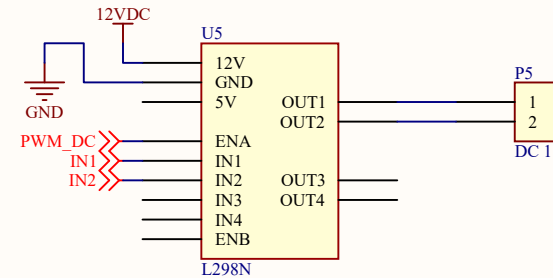 12VDC
U5
12V
GND
5V
GND
PWM_DC
IN1
IN2
ENA
IN1
IN2
IN3
IN4
ENB
OUT1
OUT2
OUT3
OUT4
L298N
P5
1
2
DC 1